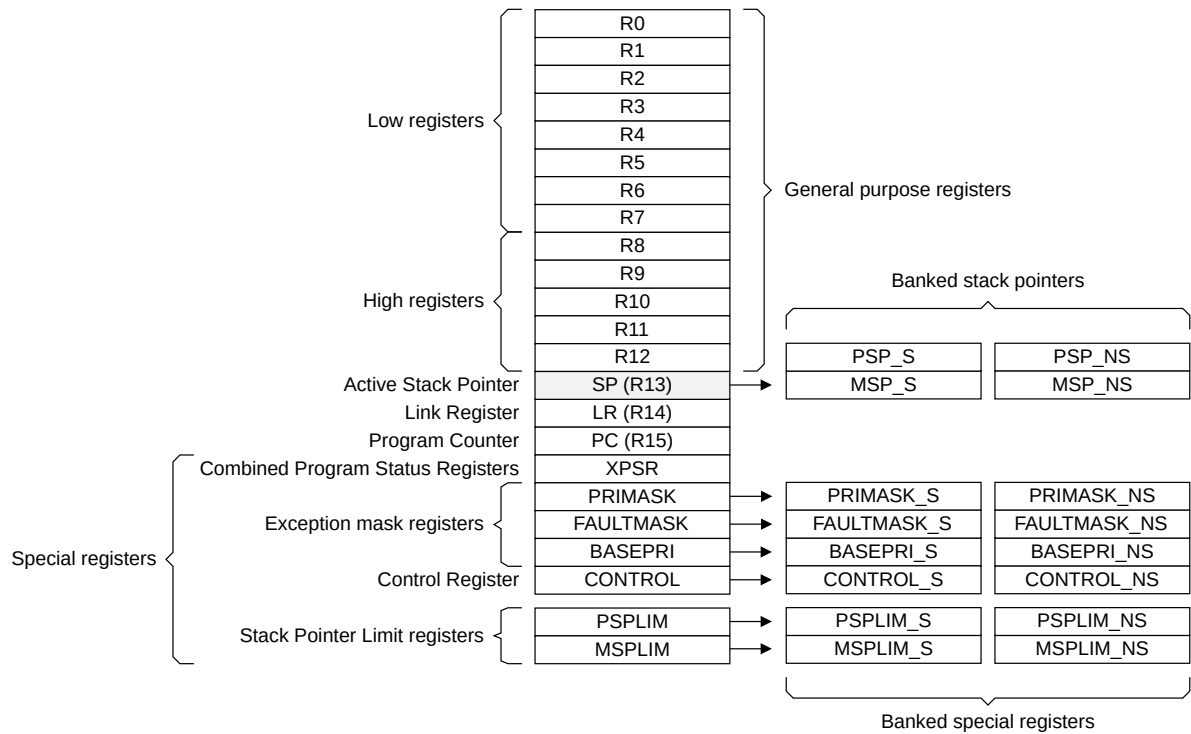 R0
R1
R2
R3
Low registers
R4
R5
R6
General purpose registers
R7
R8
R9
Banked stack pointers
High registers
R10
R11
R12
PSP_S
PSP_NS
Active Stack Pointer
SP (R13)
MSP_S
MSP_NS
Link Register
LR (R14)
Program Counter
PC (R15)
Combined Program Status Registers
XPSR
PRIMASK
PRIMASK_S
PRIMASK_NS
Exception mask registers
FAULTMASK
FAULTMASK_S
FAULTMASK_NS
Special registers
BASEPRI
BASEPRI_S
BASEPRI_NS
Control Register
CONTROL
CONTROL_S
CONTROL_NS
Stack Pointer Limit registers
PSPLIM
PSPLIM_S
PSPLIM_NS
MSPLIM
MSPLIM_S
MSPLIM_NS
Banked special registers